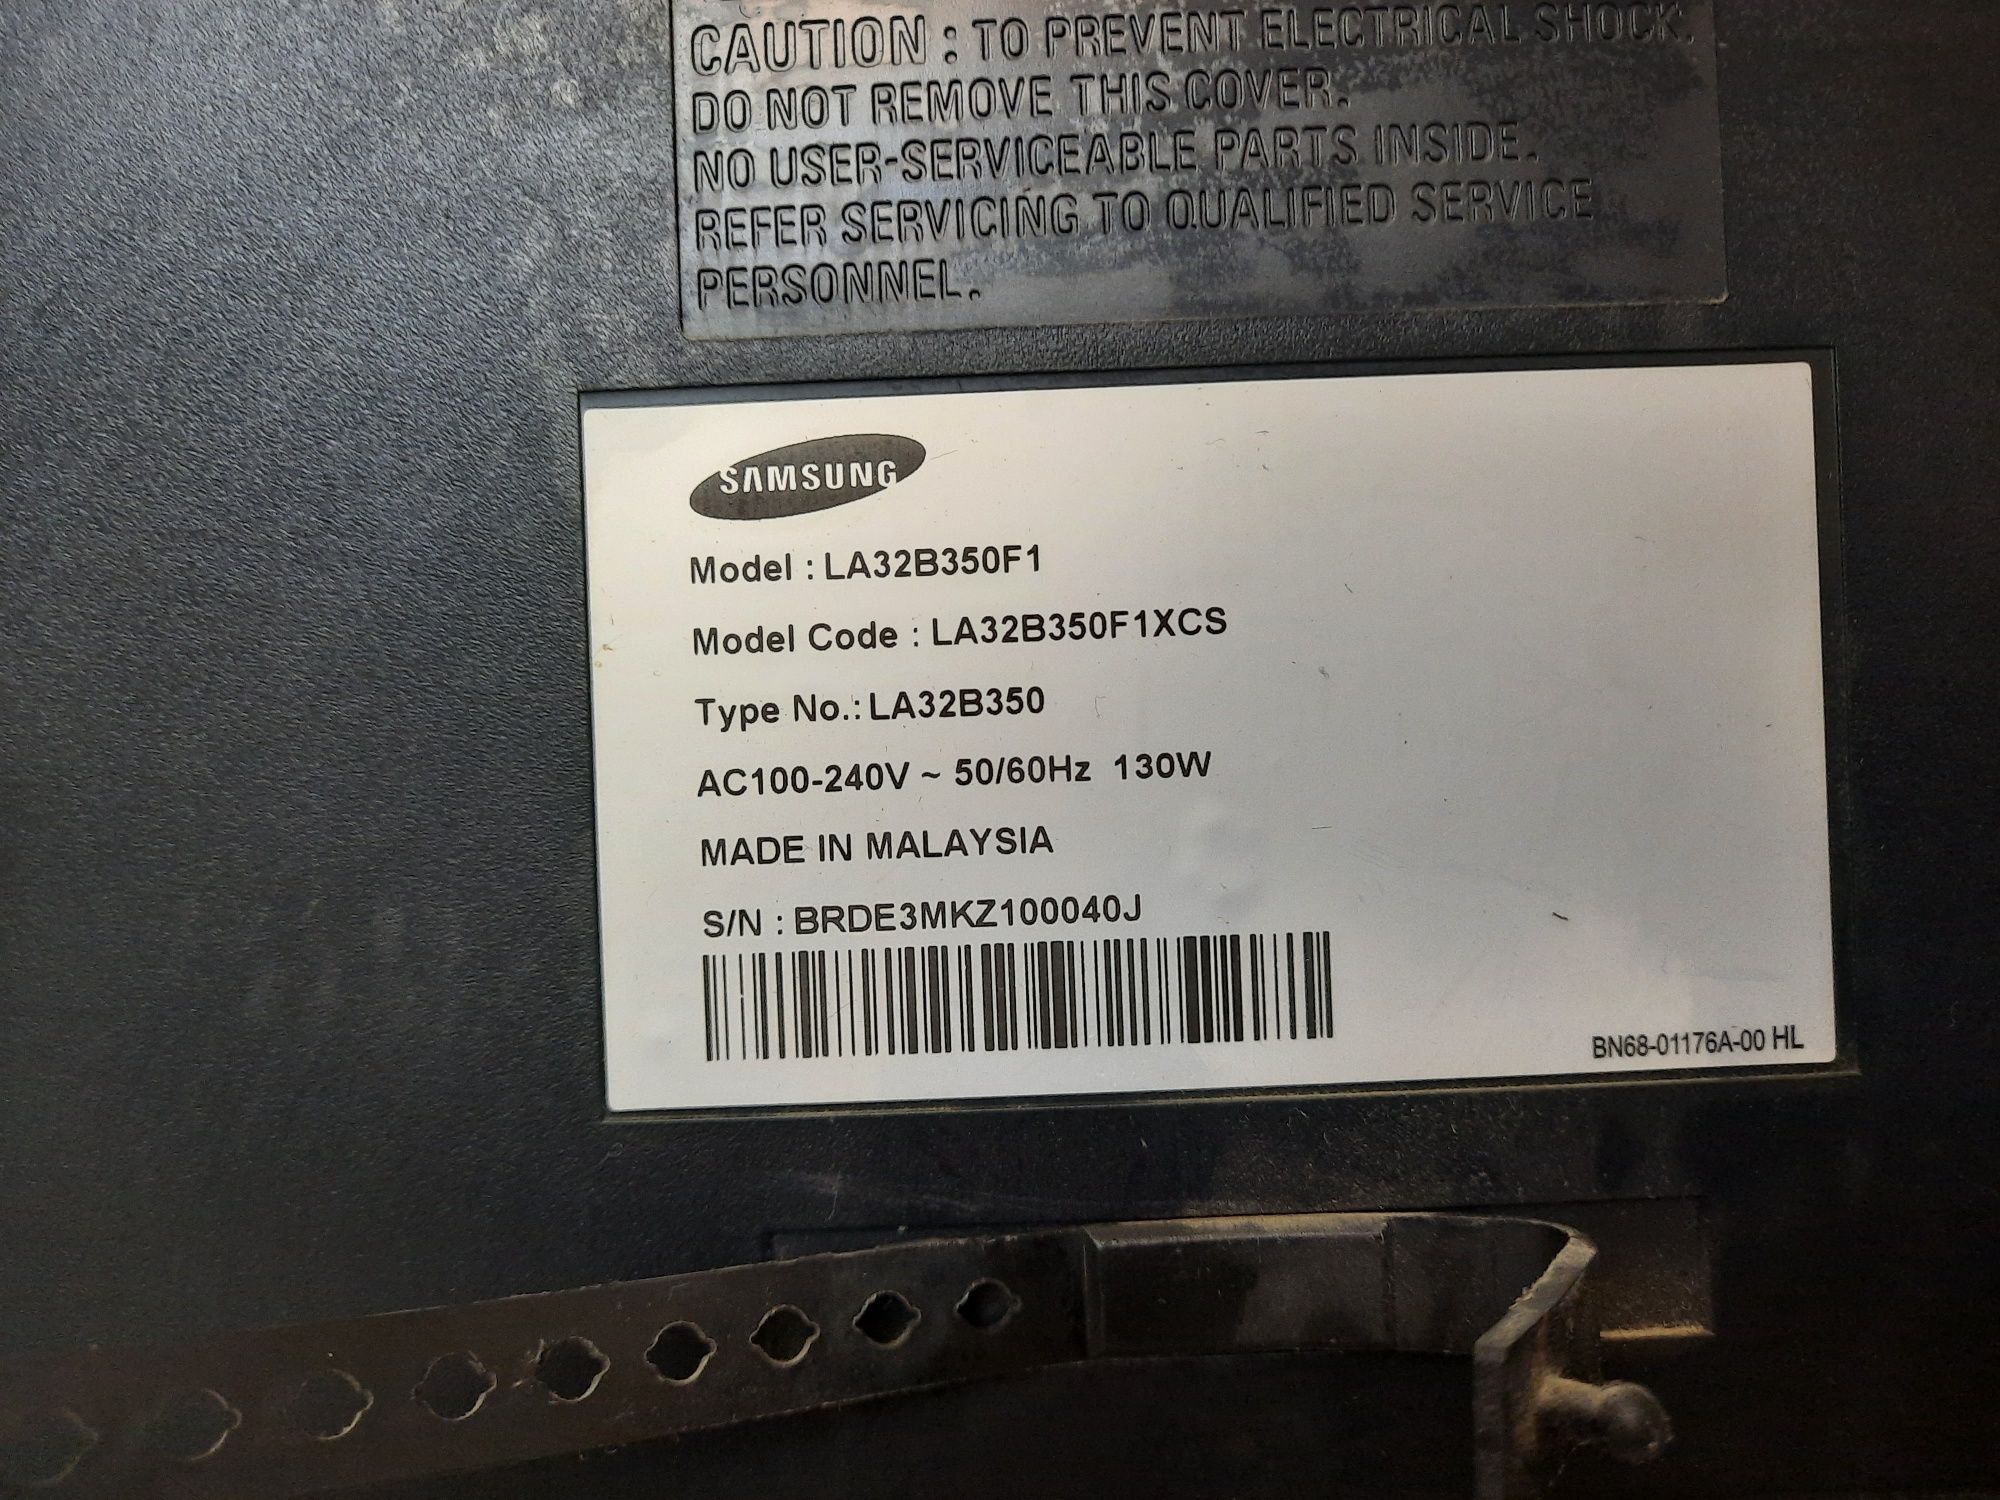 CAUTION : TO PREVENT ELECTRICAL SHOCK,
DO NOT REMOVE THIS COVER.
NO USER-SERVICEABLE PARTS INSIDE.
REFER SERVICING TO QUALIFIED SERVICE
PERSONNEL.
SAMSUNG
Model : LA32B350F1
Model Code : LA32B350F1XCS
Type No.: LA32B350
AC100-240V ~ 50/60Hz 130W
MADE IN MALAYSIA
S/N : BRDE3MKZ100040J
BN68-01176A-00 HL